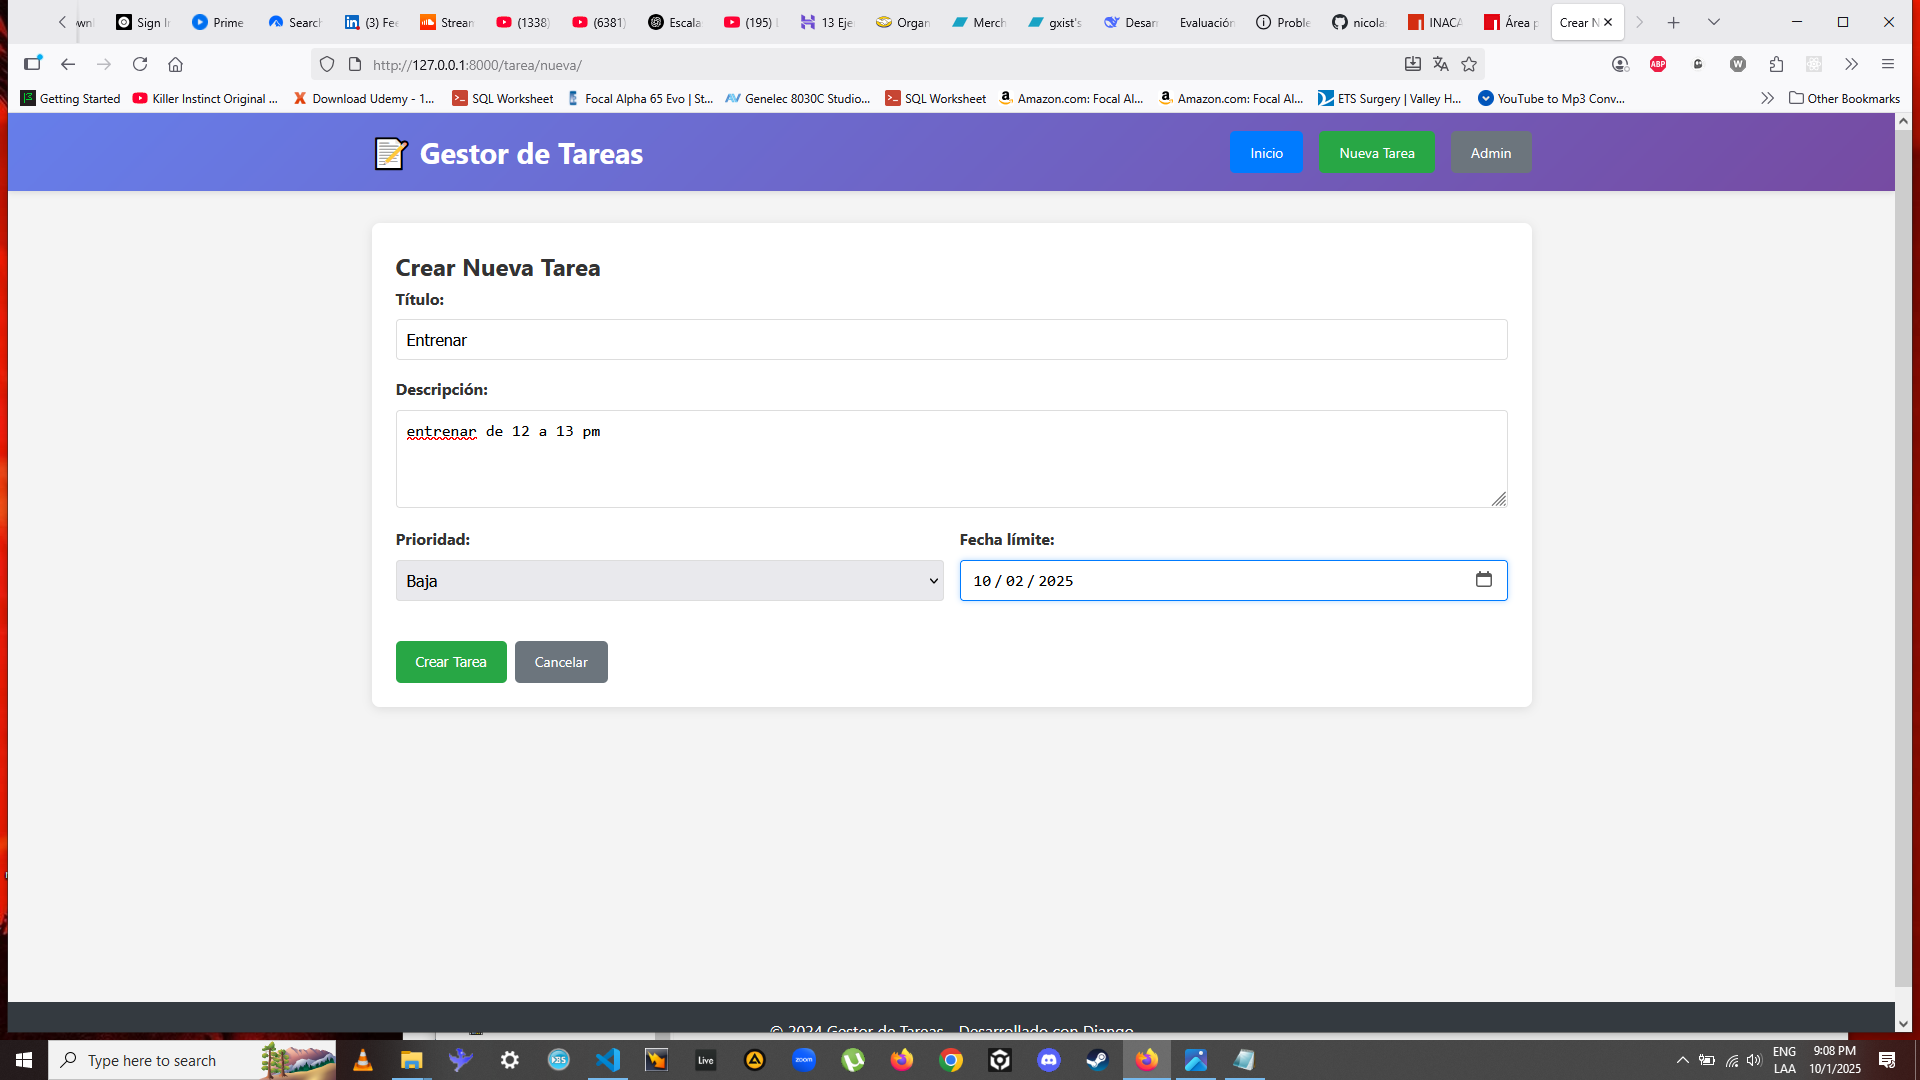 Sign In
Prime
Search
(3) Fee
Stream
(1338)
(6381)
Escala
(195)
13 Eje
Organ
Merch
gxist's
Desarr
Evaluación
Proble
nicola
INACA
Área p
Crear N
http://127.0.0.1:8000/tarea/nueva/
Getting Started
Killer Instinct Original ...
Download Udemy - 1...
SQL Worksheet
Focal Alpha 65 Evo | St...
Genelec 8030C Studio...
SQL Worksheet
Amazon.com: Focal Al...
Amazon.com: Focal Al...
ETS Surgery | Valley H...
YouTube to Mp3 Conv...
Other Bookmarks
Gestor de Tareas
Inicio
Nueva Tarea
Admin
Crear Nueva Tarea
Título:
Entrenar
Descripción:
entrenar de 12 a 13 pm
Prioridad:
Fecha límite:
Baja
10/02/2025
Crear Tarea
Cancelar
© 2024 Gestor de Tareas - Desarrollado con Django
Type here to search
Live
zoom
ENG
LAA
9:08 PM
10/1/2025